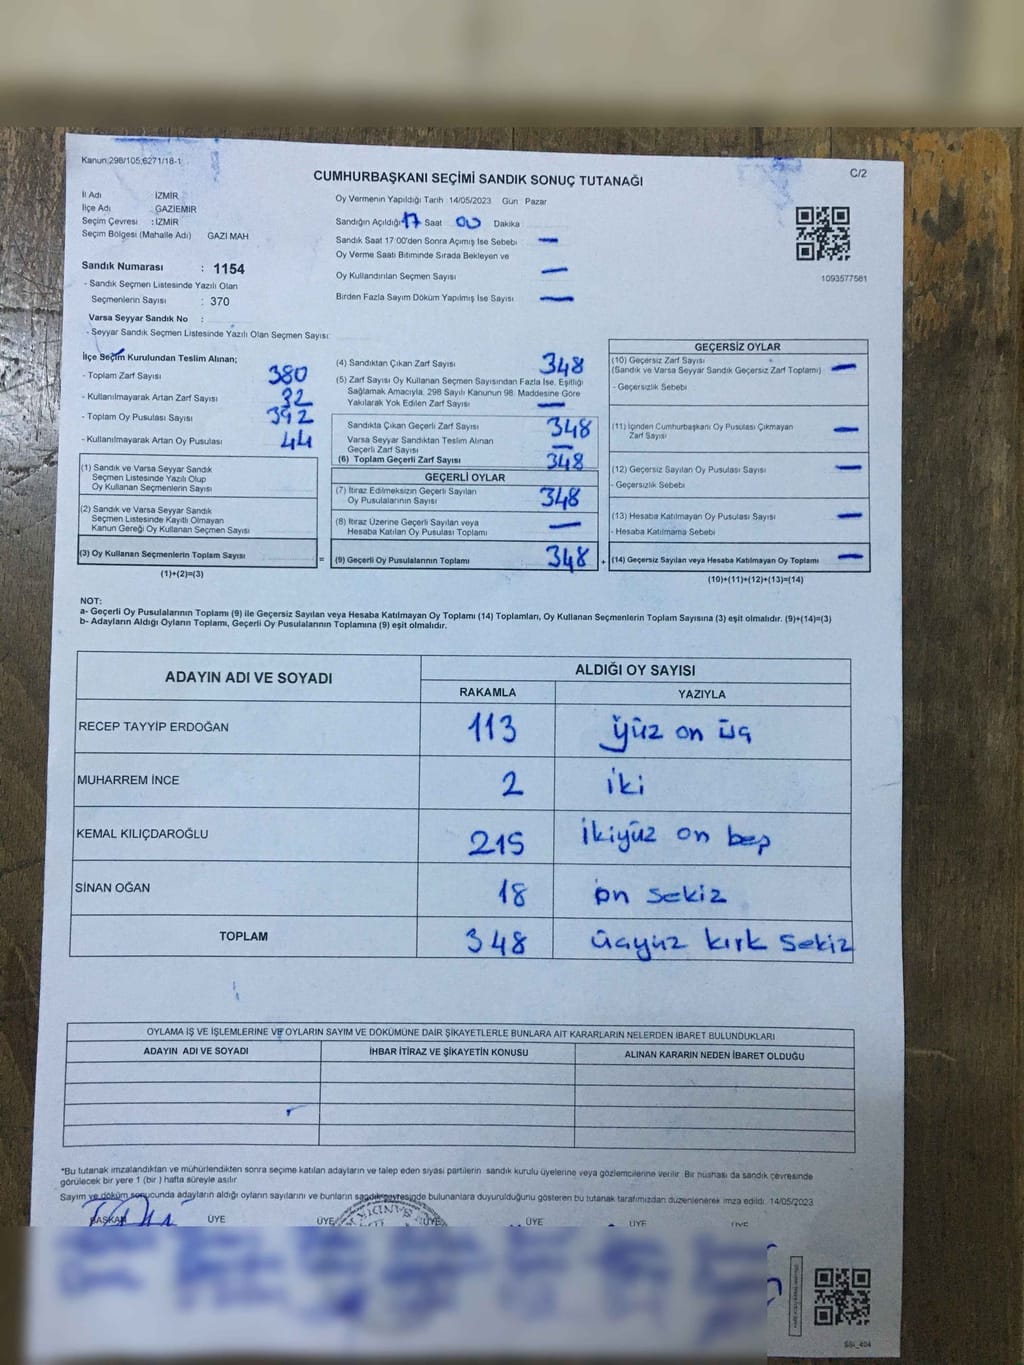 Kanun:298/105;6271/18-1
C/2
CUMHURBAŞKANI SEÇİMİ SANDIK SONUÇ TUTANAĞI
İl Adı İZMİR
İlçe Adı GAZİEMİR
Seçim Çevresi : İZMİR
Seçim Bölgesi (Mahalle Adı) GAZİ MAH
Sandık Numarası : 1154
- Sandık Seçmen Listesinde Yazılı Olan
Seçmenlerin Sayısı : 370
Varsa Seyyar Sandık No :
- Seyyar Sandık Seçmen Listesinde Yazılı Olan Seçmen Sayısı:
Oy Vermenin Yapıldığı Tarih 14/05/2023 Gün Pazar
Sandığın Açıldığı 17 Saat 00 Dakika
Sandık Saat 17:00'den Sonra Açılmış İse Sebebi —
Oy Verme Saati Bitiminde Sırada Bekleyen ve
Oy Kullandırılan Seçmen Sayısı —
Birden Fazla Sayım Döküm Yapılmış İse Sayısı —
1093577581
İlçe Seçim Kurulundan Teslim Alınan;
- Toplam Zarf Sayısı 380
- Kullanılmayarak Artan Zarf Sayısı 32
- Toplam Oy Pusulası Sayısı 392
- Kullanılmayarak Artan Oy Pusulası 44
(1) Sandık ve Varsa Seyyar Sandık
Seçmen Listesinde Yazılı Olup
Oy Kullanan Seçmenlerin Sayısı
(2) Sandık ve Varsa Seyyar Sandık
Seçmen Listesinde Kayıtlı Olmayan
Kanun Gereği Oy Kullanan Seçmen Sayısı
(3) Oy Kullanan Seçmenlerin Toplam Sayısı =
(1)+(2)=(3)
(4) Sandıktan Çıkan Zarf Sayısı 348
(5) Zarf Sayısı Oy Kullanan Seçmen Sayısından Fazla İse, Eşitliği
Sağlamak Amacıyla, 298 Sayılı Kanunun 98. Maddesine Göre
Yakılarak Yok Edilen Zarf Sayısı —
Sandıkta Çıkan Geçerli Zarf Sayısı 348
Varsa Seyyar Sandıktan Teslim Alınan
Geçerli Zarf Sayısı —
(6) Toplam Geçerli Zarf Sayısı 348
GEÇERLİ OYLAR
(7) İtiraz Edilmeksizin Geçerli Sayılan
Oy Pusulalarının Sayısı 348
(8) İtiraz Üzerine Geçerli Sayılan veya
Hesaba Katılan Oy Pusulası Toplamı —
(9) Geçerli Oy Pusulalarının Toplamı 348 +
GEÇERSİZ OYLAR
(10) Geçersiz Zarf Sayısı
(Sandık ve Varsa Seyyar Sandık Geçersiz Zarf Toplamı) —
- Geçersizlik Sebebi
(11) İçinden Cumhurbaşkanı Oy Pusulası Çıkmayan
Zarf Sayısı —
(12) Geçersiz Sayılan Oy Pusulası Sayısı —
- Geçersizlik Sebebi
(13) Hesaba Katılmayan Oy Pusulası Sayısı —
- Hesaba Katılmama Sebebi
(14) Geçersiz Sayılan veya Hesaba Katılmayan Oy Toplamı —
(10)+(11)+(12)+(13)=(14)
NOT:
a- Geçerli Oy Pusulalarının Toplamı (9) ile Geçersiz Sayılan veya Hesaba Katılmayan Oy Toplamı (14) Toplamları, Oy Kullanan Seçmenlerin Toplam Sayısına (3) eşit olmalıdır. (9)+(14)=(3)
b- Adayların Aldığı Oyların Toplamı, Geçerli Oy Pusulalarının Toplamına (9) eşit olmalıdır.
ADAYIN ADI VE SOYADI ALDIĞI OY SAYISI
RAKAMLA YAZIYLA
RECEP TAYYİP ERDOĞAN 113 yüz on üç
MUHARREM İNCE 2 iki
KEMAL KILIÇDAROĞLU 215 ikiyüz on beş
SİNAN OĞAN 18 on sekiz
TOPLAM 348 üçyüz kırk sekiz
OYLAMA İŞ VE İŞLEMLERİNE VE OYLARIN SAYIM VE DÖKÜMÜNE DAİR ŞİKAYETLERLE BUNLARA AİT KARARLARIN NELERDEN İBARET BULUNDUKLARI
ADAYIN ADI VE SOYADI İHBAR İTİRAZ VE ŞİKAYETİN KONUSU ALINAN KARARIN NEDEN İBARET OLDUĞU
*Bu tutanak imzalandıktan ve mühürlendikten sonra seçime katılan adayların ve talep eden siyasi partilerin sandık kurulu üyelerine veya gözlemcilerine verilir. Bir nüshası da sandık çevresinde
görülecek bir yere 1 (bir ) hafta süreyle asılır
Sayım ve döküm sonucunda adayların aldığı oyların sayılarını ve bunların sandık çevresinde bulunanlara duyurulduğunu gösteren bu tutanak tarafımızdan düzenlenerek imza edildi. 14/05/2023
BAŞKAN ÜYE ÜYE ÜYE ÜYE ÜYE ÜYE